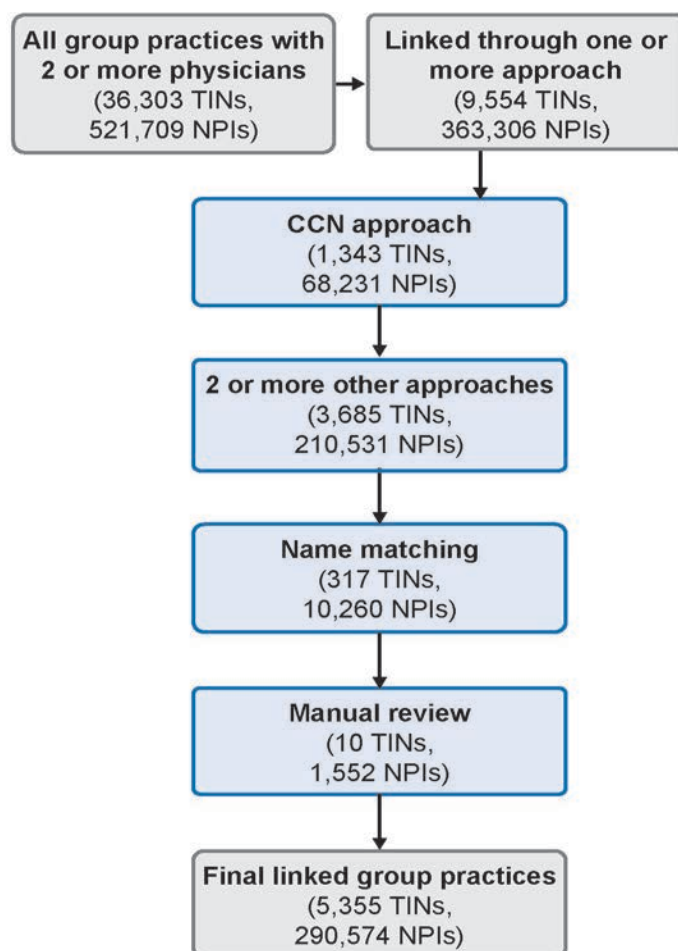 All group practices with
2 or more physicians
(36,303 TINs,
521,709 NPIs)
Linked through one or
more approach
(9,554 TINs,
363,306 NPIs)
CCN approach
(1,343 TINs,
68,231 NPIs)
2 or more other approaches
(3,685 TINs,
210,531 NPIs)
Name matching
(317 TINs,
10,260 NPIs)
Manual review
(10 TINs,
1,552 NPIs)
Final linked group practices
(5,355 TINs,
290,574 NPIs)